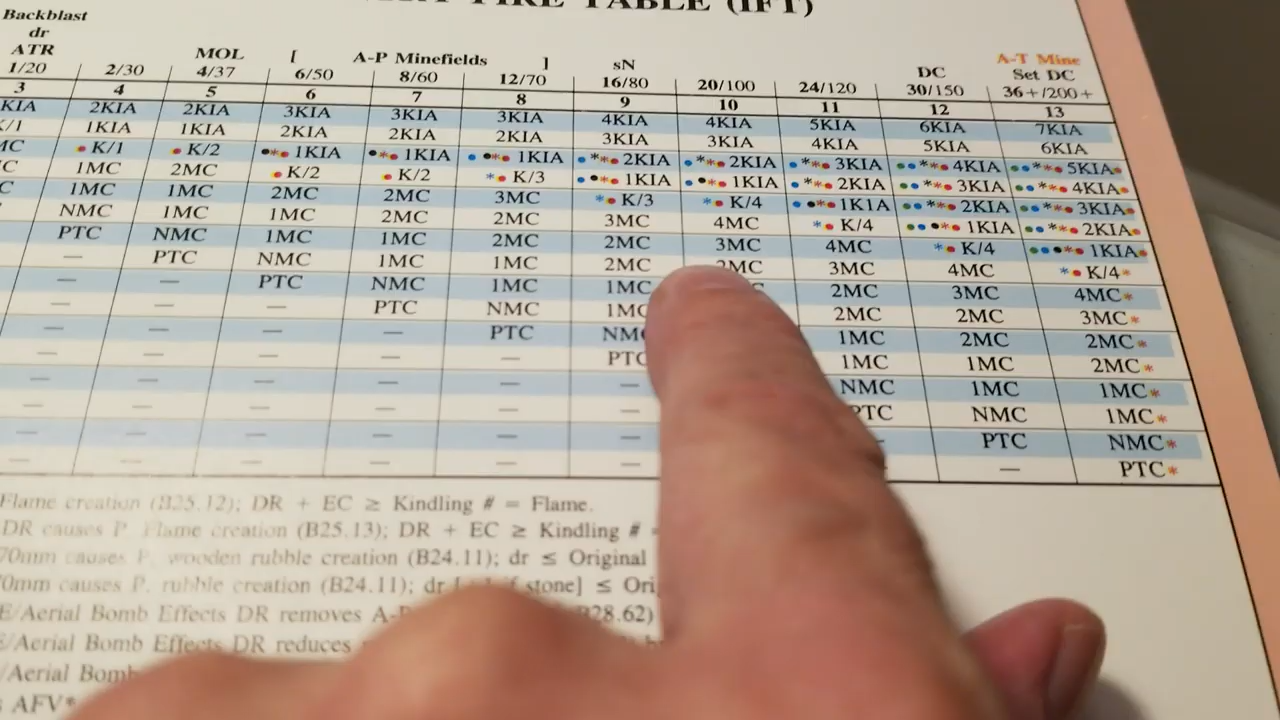 FIRE TABLE (IFT)
Backblast
dr
ATR MOL [ A-P Minefields ] sN DC A-T Mine
Set DC
1/20 2/30 4/37 6/50 8/60 12/70 16/80 20/100 24/120 30/150 36+/200+
3 4 5 6 7 8 9 10 11 12 13
KIA 2KIA 2KIA 3KIA 3KIA 3KIA 4KIA 4KIA 5KIA 6KIA 7KIA
/1 1KIA 1KIA 2KIA 2KIA 2KIA 3KIA 3KIA 4KIA 5KIA 6KIA
MC •K/1 •K/2 •*•1KIA •*•1KIA ••*•1KIA •**•2KIA •**•2KIA •**•3KIA ••**•4KIA ••**•5KIA•
C 1MC 2MC •K/2 •K/2 *•K/3 ••*•1KIA ••*•1KIA •**•2KIA ••**•3KIA ••**•4KIA•
C 1MC 1MC 2MC 2MC 3MC *•K/3 *•K/4 ••*•1K1A ••**•2KIA ••**•3KIA•
NMC 1MC 1MC 2MC 2MC 3MC 4MC *•K/4 •••*•1KIA ••**•2KIA•
PTC NMC 1MC 1MC 2MC 2MC 3MC 4MC *•K/4 •••*•1KIA•
— PTC NMC 1MC 1MC 2MC MC 3MC 4MC *•K/4*
— — — PTC NMC 1MC 1MC 2MC 3MC 4MC*
— — — PTC NMC 1MC 2MC 2MC 3MC*
— — — — PTC NM 1MC 2MC 2MC*
— — — — — PTC 1MC 1MC 2MC*
— — — — — — NMC 1MC 1MC*
— — — — — — TC NMC 1MC*
— — — — — — PTC NMC*
— — — — — — — PTC*
Flame creation (B25.12); DR + EC ≥ Kindling # = Flame.
DR causes P. Flame creation (B25.13); DR + EC ≥ Kindling # =
70mm causes P. wooden rubble creation (B24.11); dr ≤ Original
0mm causes P. rubble creation (B24.11); dr stone] ≤ Ori
E/Aerial Bomb Effects DR removes A- B28.62)
/Aerial Bomb Effects DR reduces
/Aerial Bomb
AFV*